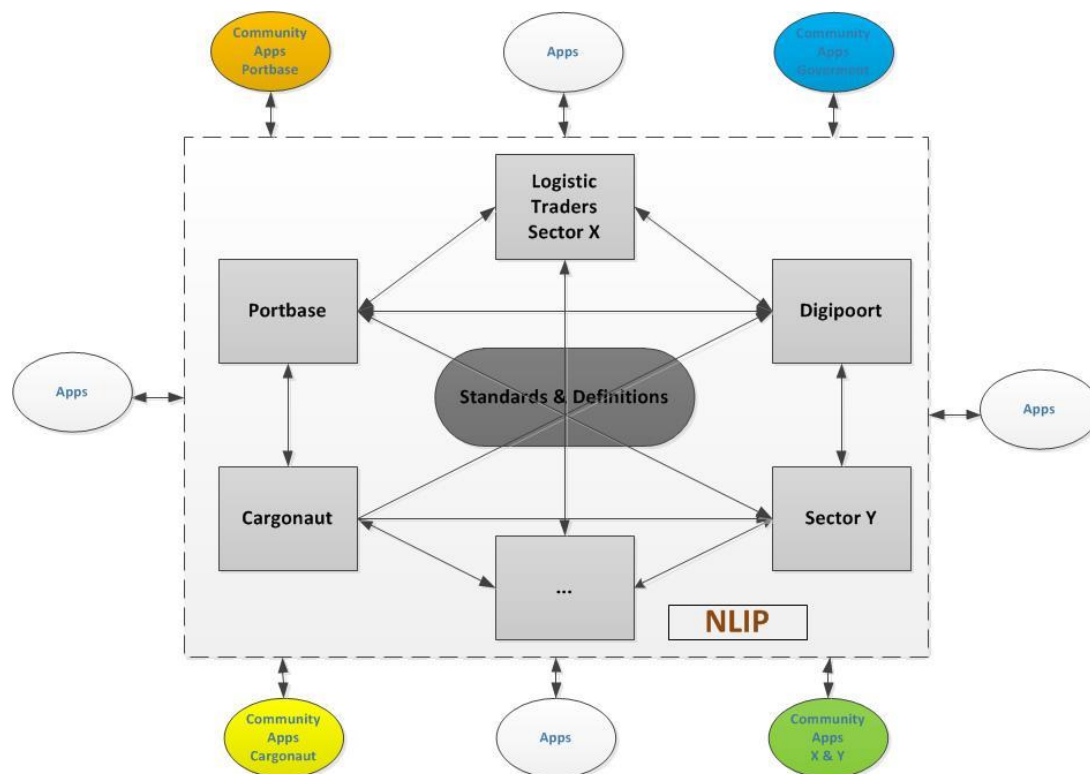 Community
Apps
Portbase
Apps
Community
Apps
Goverment
Logistic
Traders
Sector X
Portbase
Digipoort
Apps
Standards & Definitions
Apps
Cargonaut
Sector Y
...
NLIP
Community
Apps
Cargonaut
Apps
Community
Apps
X & Y